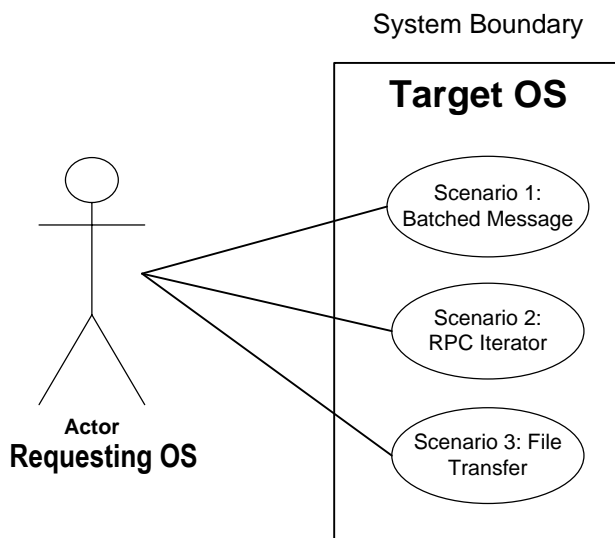 System Boundary
Target OS
Scenario 1:
Batched Message
Scenario 2:
RPC Iterator
Scenario 3: File
Transfer
Actor
Requesting OS